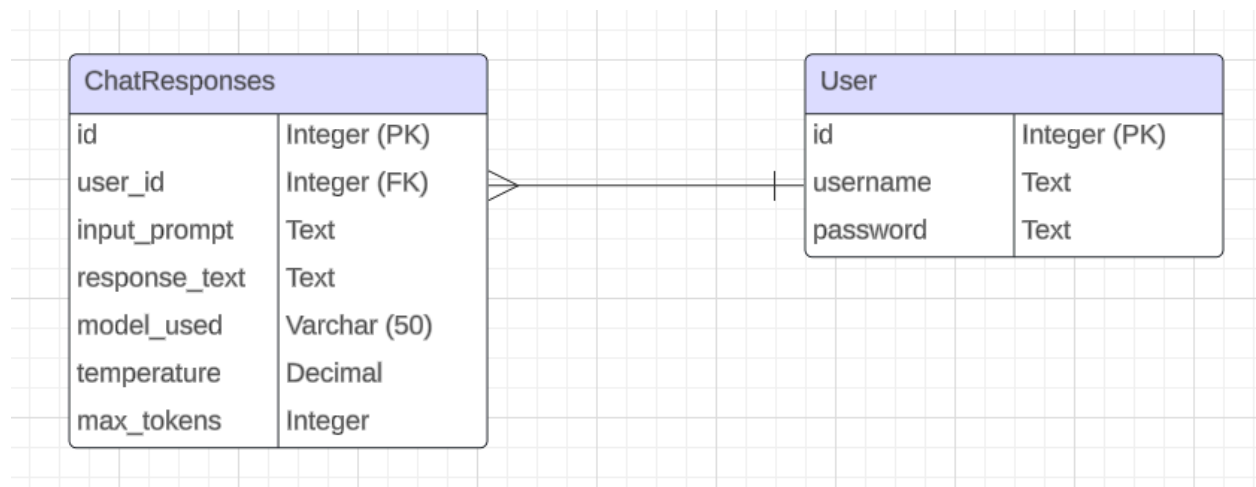 ChatResponses
id Integer (PK)
user_id Integer (FK)
input_prompt Text
response_text Text
model_used Varchar (50)
temperature Decimal
max_tokens Integer
User
id Integer (PK)
username Text
password Text